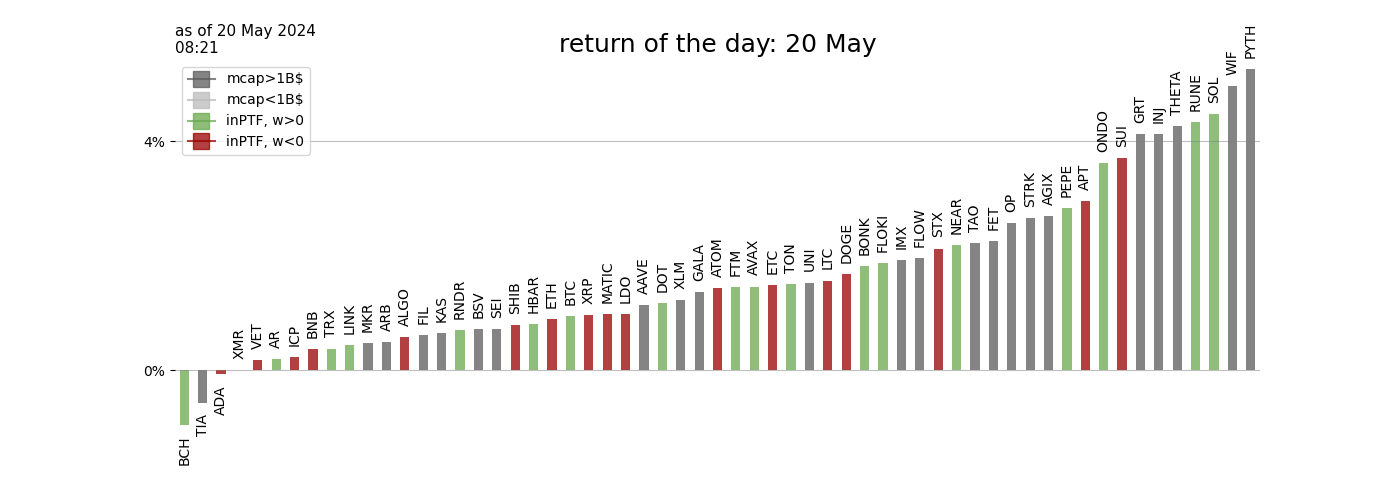 as of 20 May 2024
08:21
return of the day: 20 May
mcap>1B$
mcap<1B$
inPTF, w>0
inPTF, w<0
4%
0%
BCH
TIA
ADA
XMR
VET
AR
ICP
BNB
TRX
LINK
MKR
ARB
ALGO
FIL
KAS
RNDR
BSV
SEI
SHIB
HBAR
ETH
BTC
XRP
MATIC
LDO
AAVE
DOT
XLM
GALA
ATOM
FTM
AVAX
ETC
TON
UNI
LTC
DOGE
BONK
FLOKI
IMX
FLOW
STX
NEAR
TAO
FET
OP
STRK
AGIX
PEPE
APT
ONDO
SUI
GRT
INJ
THETA
RUNE
SOL
WIF
PYTH